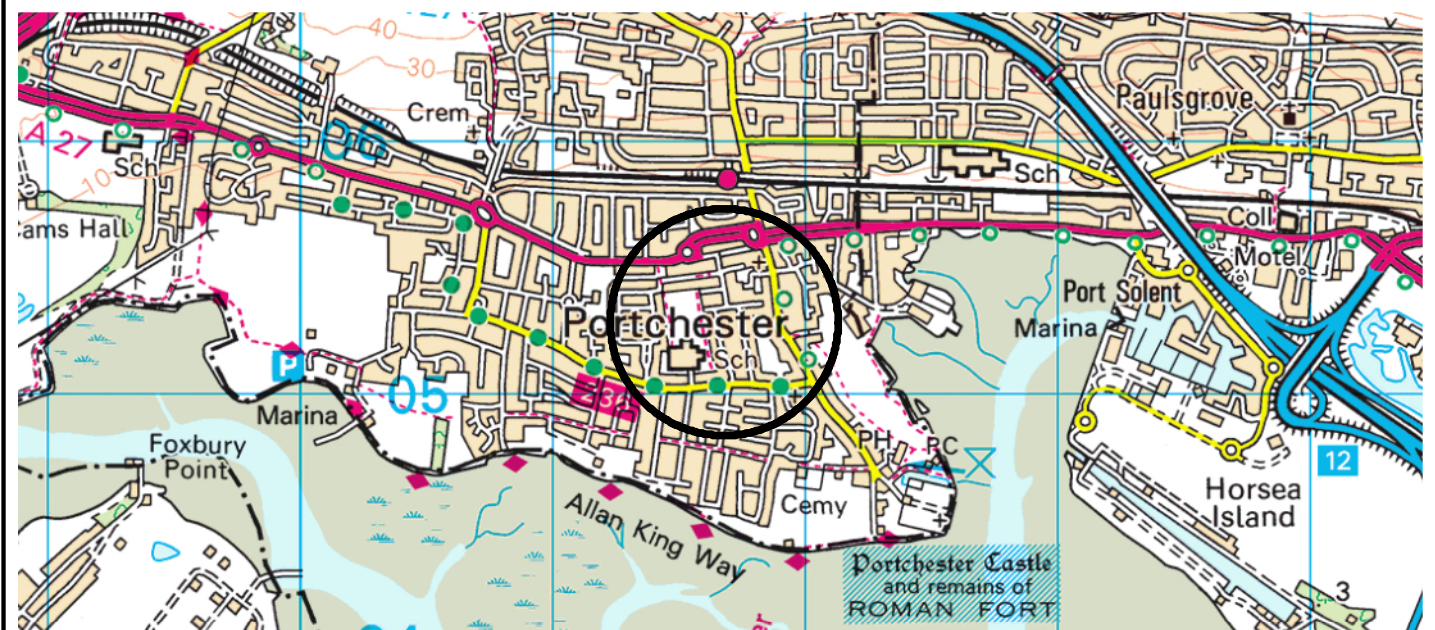 40
30
Crem
Paulsgrove
A 27
06
Sch
Sch
10
ams Hall
Coll
Motel
Port Solent
Marina
Portchester
Sch
P
05
236
Marina
Foxbury
Point
PH
PC
12
Horsea
Island
Cemy
Allan King Way
Portchester Castle
and remains of
ROMAN FORT
3